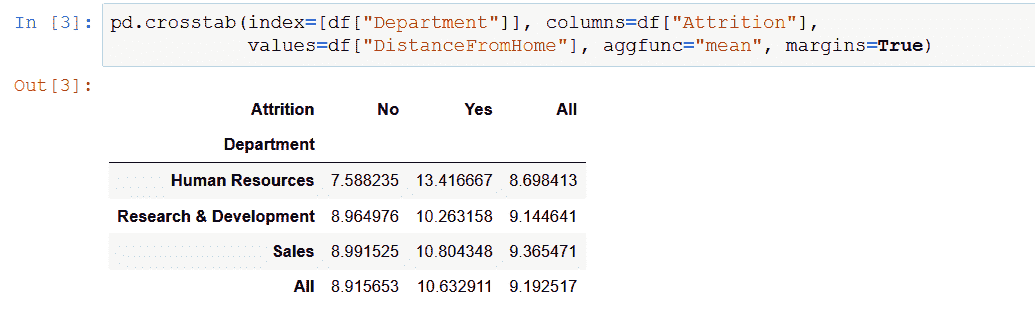 In [3]: pd.crosstab(index=[df["Department"]], columns=df["Attrition"],
values=df["DistanceFromHome"], aggfunc="mean", margins=True)
Out[3]:
Attrition No Yes All
Department
Human Resources 7.588235 13.416667 8.698413
Research & Development 8.964976 10.263158 9.144641
Sales 8.991525 10.804348 9.365471
All 8.915653 10.632911 9.192517